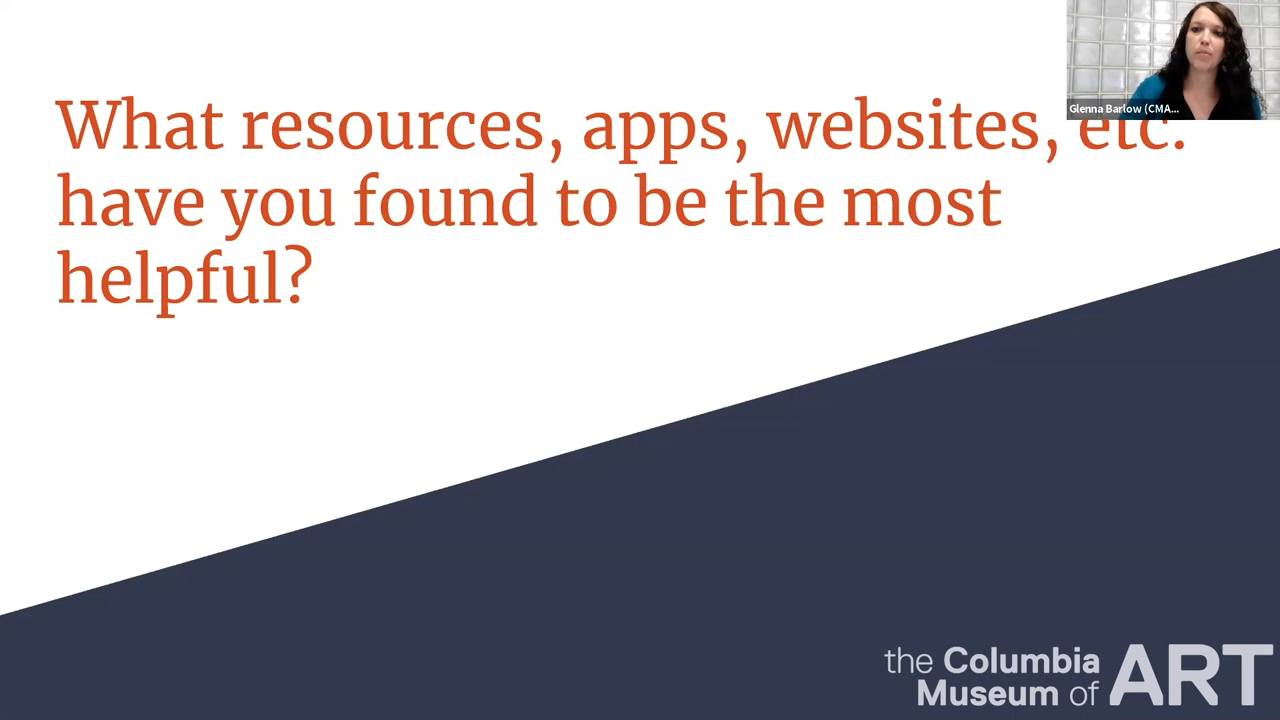 Glenna Barlow (CMA...
What resources, apps, websites, etc.
have you found to be the most
helpful?
the Columbia
Museum of ART